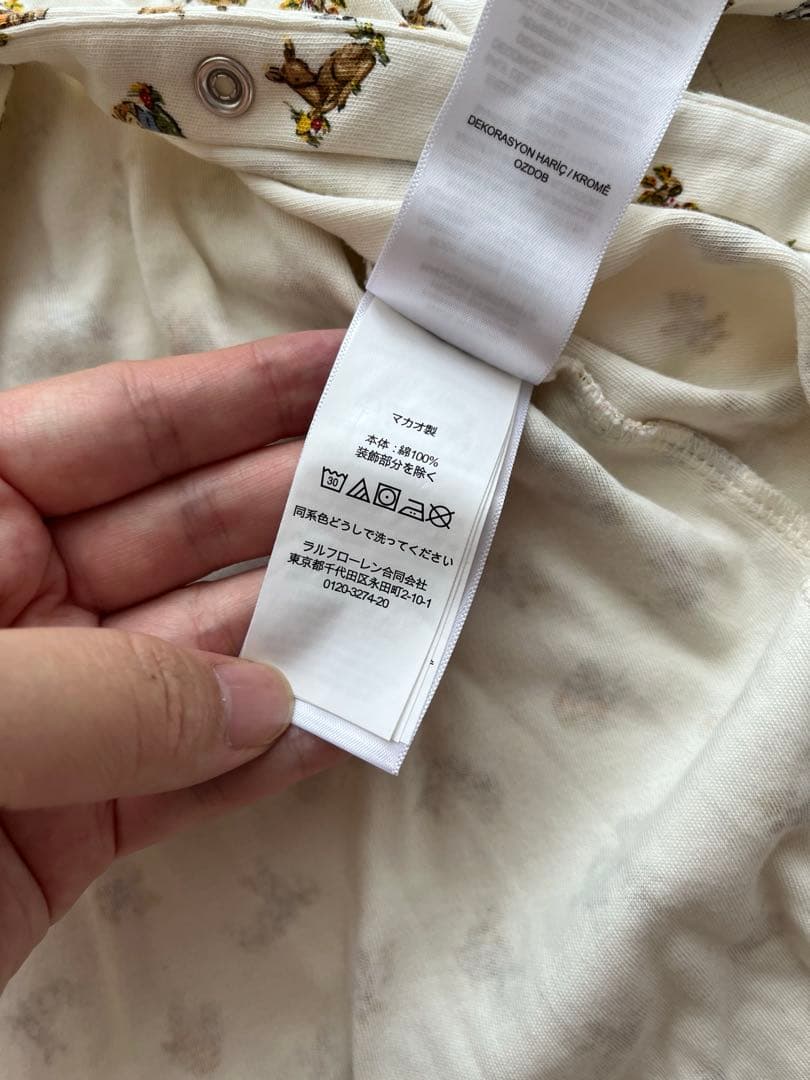 DEKORASYON HARİÇ / KROMĚ
OZDOB
マカオ製
本体 : 綿100%
装飾部分を除く
30
同系色どうしで洗ってください
ラルフローレン合同会社
東京都千代田区永田町2-10-1
0120-3274-20